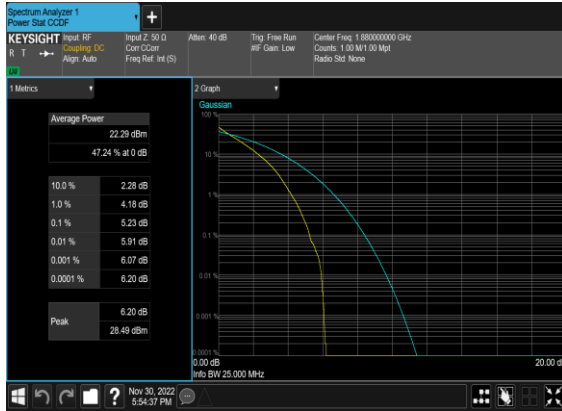 Spectrum Analyzer 1
Power Stat CCDF
+
KEYSIGHT
R T
LU
Input: RF
Coupling: DC
Align: Auto
Input Z: 50 Ω
Corr CCorr
Freq Ref: Int (S)
Atten: 40 dB
Trig: Free Run
#IF Gain: Low
Center Freq: 1.880000000 GHz
Counts: 1.00 M/1.00 Mpt
Radio Std: None
1 Metrics
Average Power
22.29 dBm
47.24 % at 0 dB
10.0 % 2.28 dB
1.0 % 4.18 dB
0.1 % 5.23 dB
0.01 % 5.91 dB
0.001 % 6.07 dB
0.0001 % 6.20 dB
Peak
6.20 dB
28.49 dBm
2 Graph
Gaussian
100 %
10 %
1 %
0.1 %
0.01 %
0.001 %
0.0001 %
0.00 dB
20.00 d
Info BW 25.000 MHz
?
Nov 30, 2022
5:54:37 PM